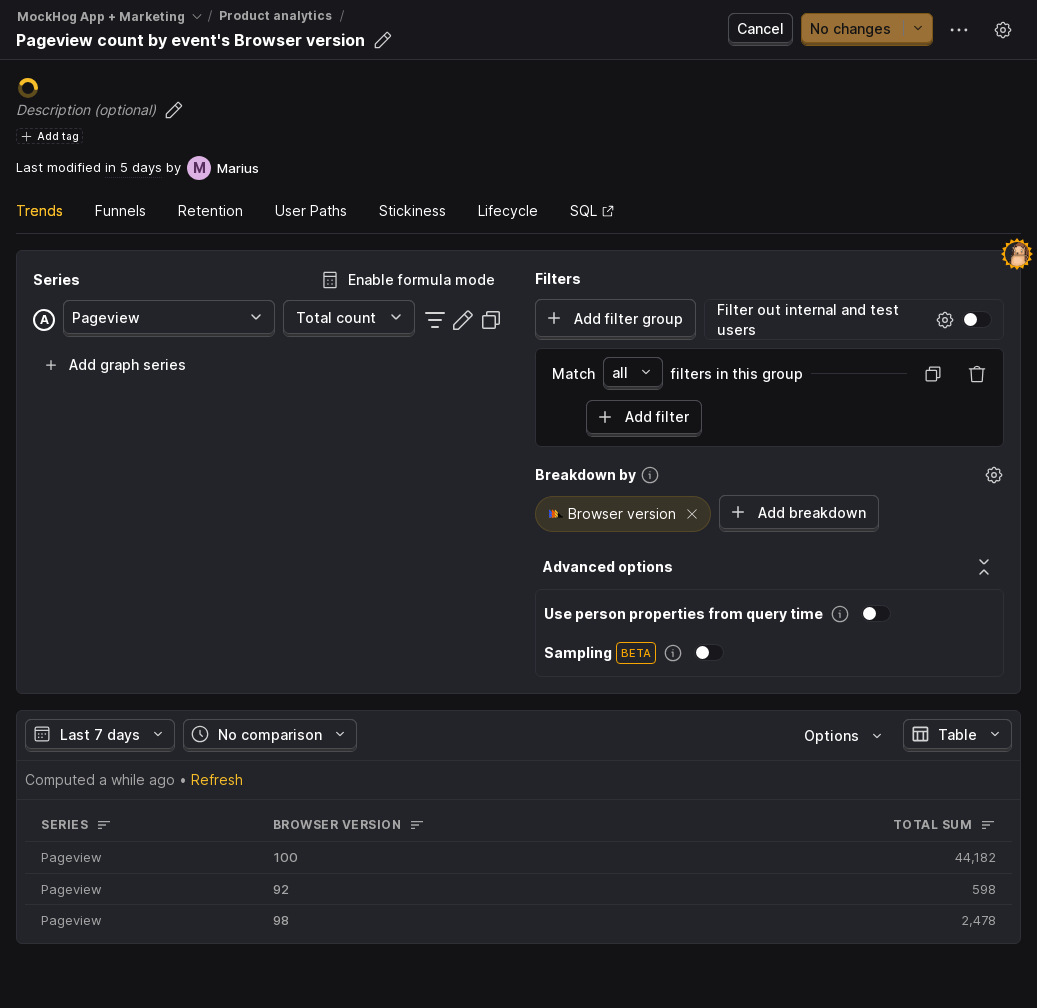 MockHog App + Marketing / Product analytics /
Pageview count by event's Browser version
Cancel
No changes
Description (optional)
Add tag
Last modified in 5 days by M Marius
Trends Funnels Retention User Paths Stickiness Lifecycle SQL
Series
Enable formula mode
A Pageview Total count
Add graph series
Filters
Add filter group
Filter out internal and test
users
Match all filters in this group
Add filter
Breakdown by
Browser version
Add breakdown
Advanced options
Use person properties from query time
Sampling BETA
Last 7 days No comparison Options Table
Computed a while ago • Refresh
SERIES BROWSER VERSION TOTAL SUM
Pageview 100 44,182
Pageview 92 598
Pageview 98 2,478